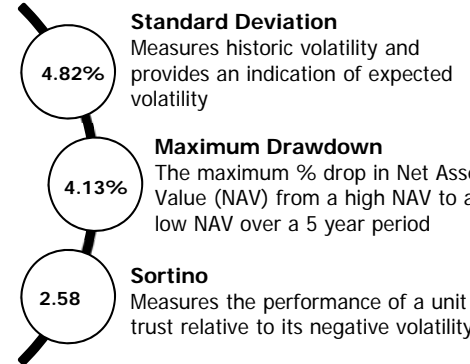 Standard Deviation
4.82%
Measures historic volatility and
provides an indication of expected
volatility
Maximum Drawdown
4.13%
The maximum % drop in Net Asse
Value (NAV) from a high NAV to a
low NAV over a 5 year period
Sortino
2.58
Measures the performance of a unit
trust relative to its negative volatility